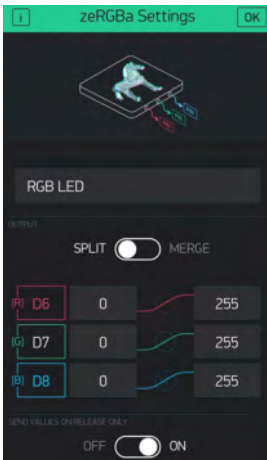 i zeRGBa Settings OK
RGB LED
OUTPUT
SPLIT MERGE
[R] D6 0 255
[G] D7 0 255
[B] D8 0 255
SEND VALUES ON RELEASE ONLY
OFF ON